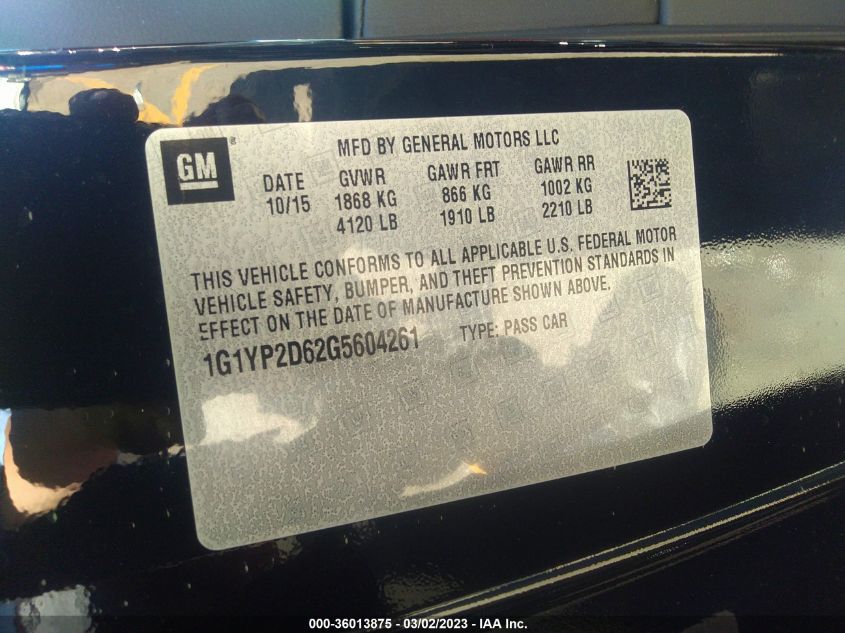 GM
MFD BY GENERAL MOTORS LLC
DATE GVWR GAWR FRT GAWR RR
10/15 1868 KG 866 KG 1002 KG
4120 LB 1910 LB 2210 LB
THIS VEHICLE CONFORMS TO ALL APPLICABLE U.S. FEDERAL MOTOR
VEHICLE SAFETY, BUMPER, AND THEFT PREVENTION STANDARDS IN
EFFECT ON THE DATE OF MANUFACTURE SHOWN ABOVE.
1G1YP2D62G5604261 TYPE: PASS CAR
000-36013875 — 03/02/2023 — IAA Inc.